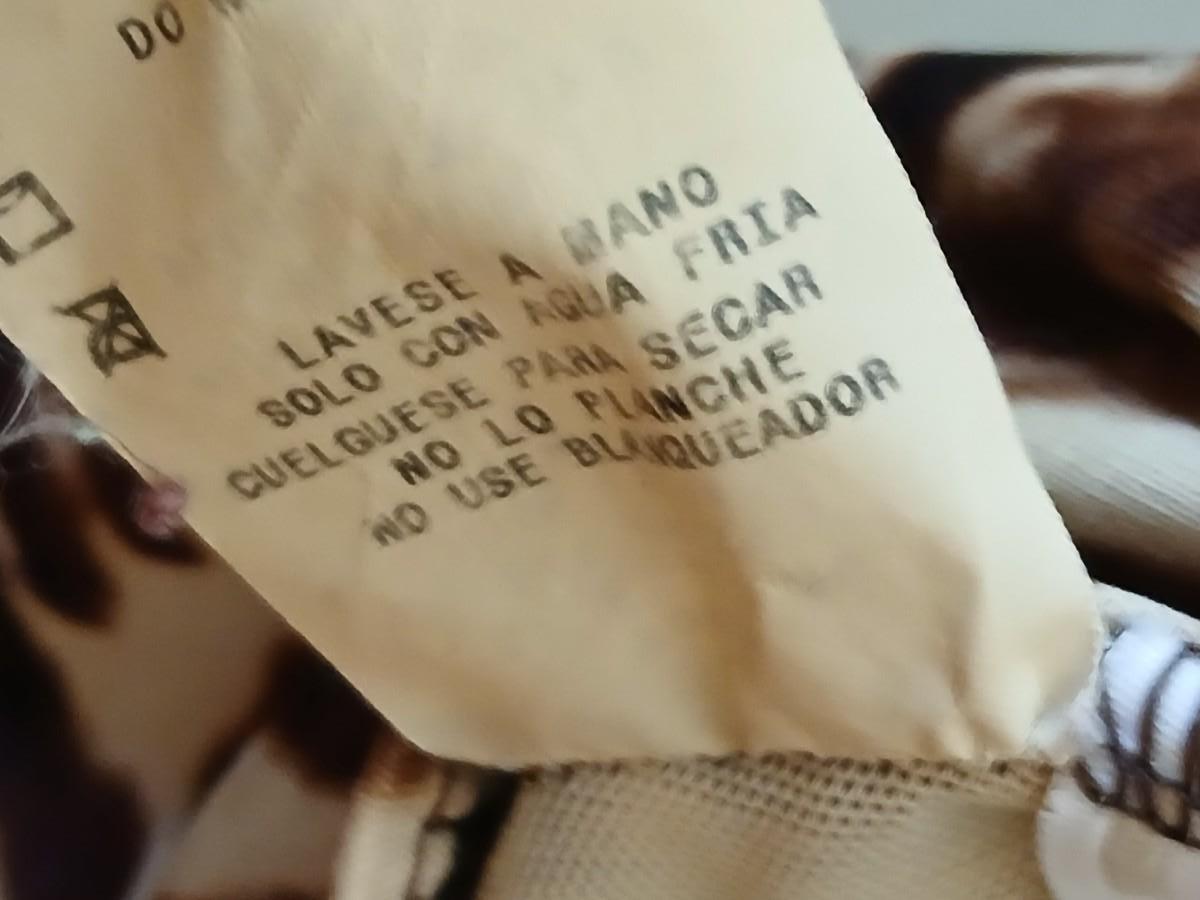 DO
LAVESE A MANO
SOLO CON AGUA FRIA
CUELGUESE PARA SECAR
NO LO PLANCHE
NO USE BLANQUEADOR